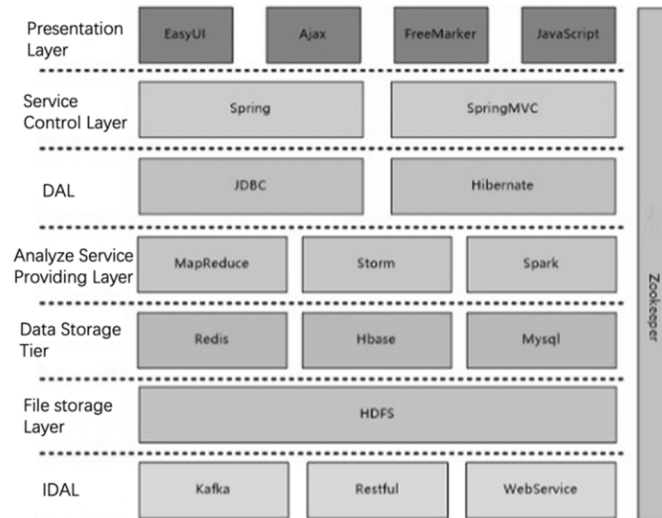 Presentation
Layer
EasyUI
Ajax
FreeMarker
JavaScript
Service
Control Layer
Spring
SpringMVC
DAL
JDBC
Hibernate
Analyze Service
Providing Layer
MapReduce
Storm
Spark
Data Storage
Tier
Redis
Hbase
Mysql
File storage
Layer
HDFS
IDAL
Kafka
Restful
WebService
Zookeeper